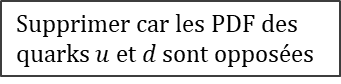 Supprimer car les PDF des
quarks u et d sont opposées